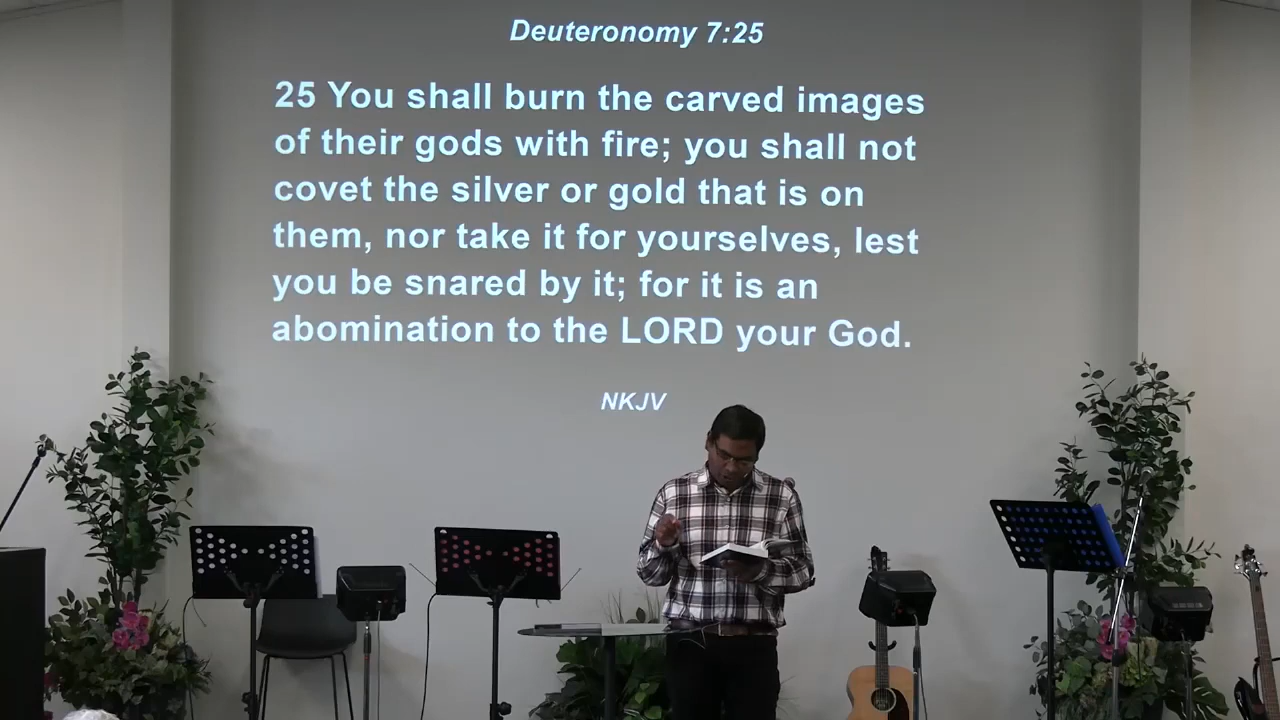 Deuteronomy 7:25
25 You shall burn the carved images
of their gods with fire; you shall not
covet the silver or gold that is on
them, nor take it for yourselves, lest
you be snared by it; for it is an
abomination to the LORD your God.
NKJV